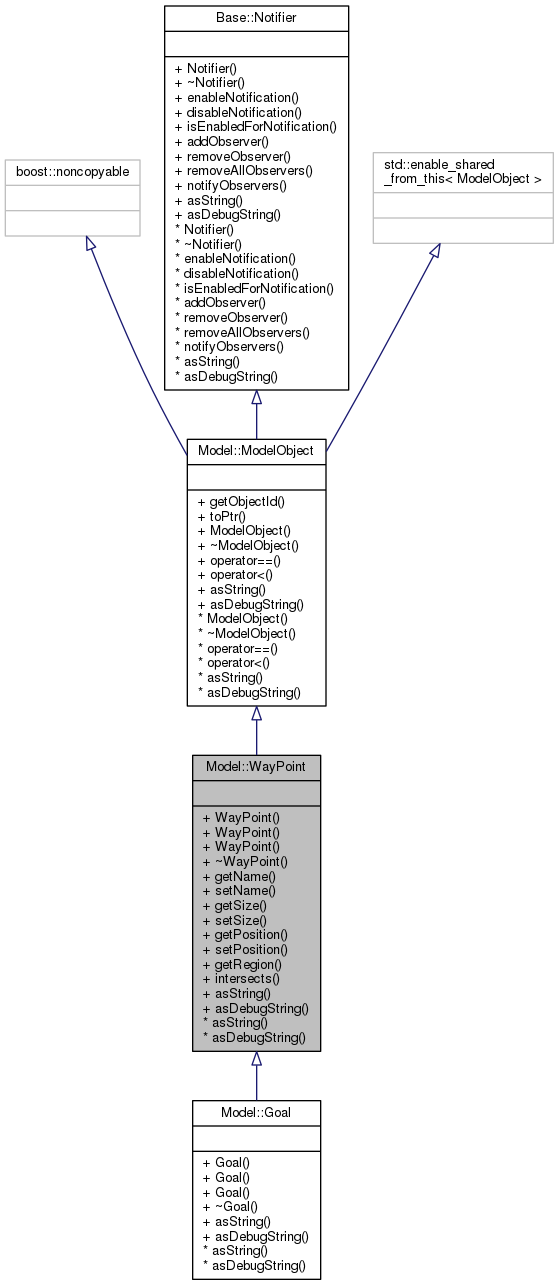 Base::Notifier
+ Notifier()
+ ~Notifier()
+ enableNotification()
+ disableNotification()
+ isEnabledForNotification()
+ addObserver()
+ removeObserver()
+ removeAllObservers()
+ notifyObservers()
+ asString()
+ asDebugString()
* Notifier()
* ~Notifier()
* enableNotification()
* disableNotification()
* isEnabledForNotification()
* addObserver()
* removeObserver()
* removeAllObservers()
* notifyObservers()
* asString()
* asDebugString()
boost::noncopyable
std::enable_shared
_from_this< ModelObject >
Model::ModelObject
+ getObjectId()
+ toPtr()
+ ModelObject()
+ ~ModelObject()
+ operator==()
+ operator<()
+ asString()
+ asDebugString()
* ModelObject()
* ~ModelObject()
* operator==()
* operator<()
* asString()
* asDebugString()
Model::WayPoint
+ WayPoint()
+ WayPoint()
+ WayPoint()
+ ~WayPoint()
+ getName()
+ setName()
+ getSize()
+ setSize()
+ getPosition()
+ setPosition()
+ getRegion()
+ intersects()
+ asString()
+ asDebugString()
* asString()
* asDebugString()
Model::Goal
+ Goal()
+ Goal()
+ Goal()
+ ~Goal()
+ asString()
+ asDebugString()
* asString()
* asDebugString()